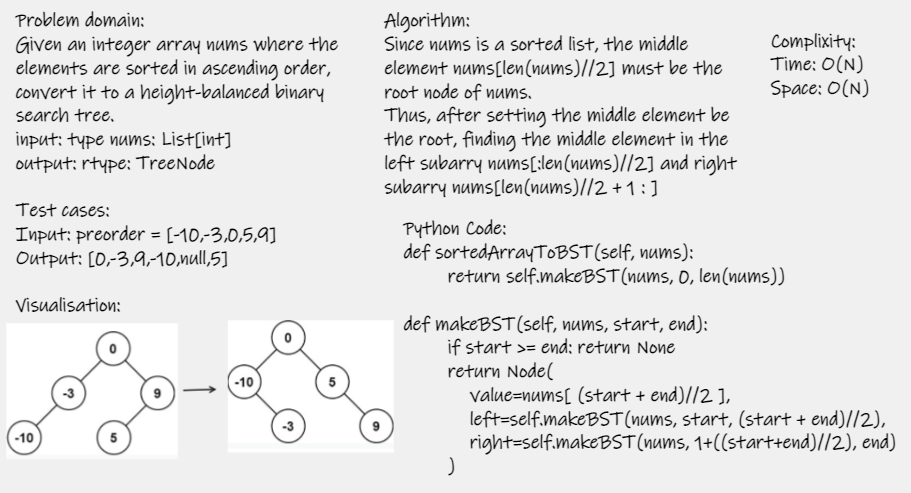 Problem domain:
Given an integer array nums where the
elements are sorted in ascending order,
convert it to a height-balanced binary
search tree.
input: type nums: List[int]
output: rtype: TreeNode
Test cases:
Input: preorder = [-10,-3,0,5,9]
Output: [0,-3,9,-10,null,5]
Visualisation:
0
-3
9
-10
5
0
-10
5
-3
9
Algorithm:
Since nums is a sorted list, the middle
element nums[len(nums)//2] must be the
root node of nums.
Thus, after setting the middle element be
the root, finding the middle element in the
left subarry nums[:len(nums)//2] and right
subarry nums[len(nums)//2 + 1 : ]
Python Code:
def sortedArrayToBST(self, nums):
return self.makeBST(nums, 0, len(nums))
def makeBST(self, nums, start, end):
if start >= end: return None
return Node(
value=nums[ (start + end)//2 ],
left=self.makeBST(nums, start, (start + end)//2),
right=self.makeBST(nums, 1+((start+end)//2), end)
)
Complixity:
Time: O(N)
Space: O(N)